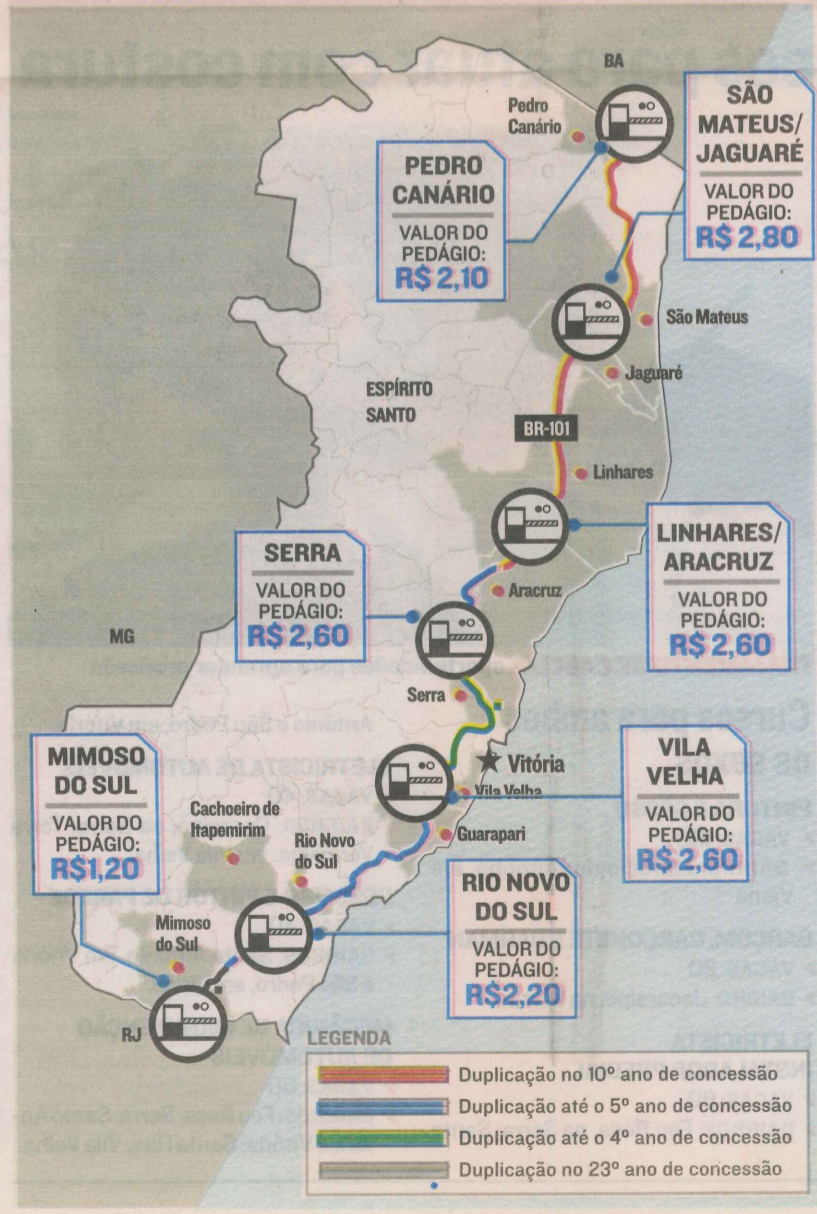 BA
Pedro
Canário
SÃO
MATEUS/
JAGUARÉ
VALOR DO
PEDÁGIO:
R$ 2,80
PEDRO
CANÁRIO
VALOR DO
PEDÁGIO:
R$ 2,10
São Mateus
Jaguaré
ESPÍRITO
SANTO
BR-101
Linhares
LINHARES/
ARACRUZ
VALOR DO
PEDÁGIO:
R$ 2,60
SERRA
VALOR DO
PEDÁGIO:
R$ 2,60
Aracruz
MG
Serra
Vitória
Vila Velha
VILA
VELHA
VALOR DO
PEDÁGIO:
R$ 2,60
MIMOSO
DO SUL
VALOR DO
PEDÁGIO:
R$1,20
Cachoeiro de
Itapemirim
Guarapari
Rio Novo
do Sul
RIO NOVO
DO SUL
VALOR DO
PEDÁGIO:
R$2,20
Mimoso
do Sul
RJ
LEGENDA
Duplicação no 10º ano de concessão
Duplicação até o 5º ano de concessão
Duplicação até o 4º ano de concessão
Duplicação no 23º ano de concessão